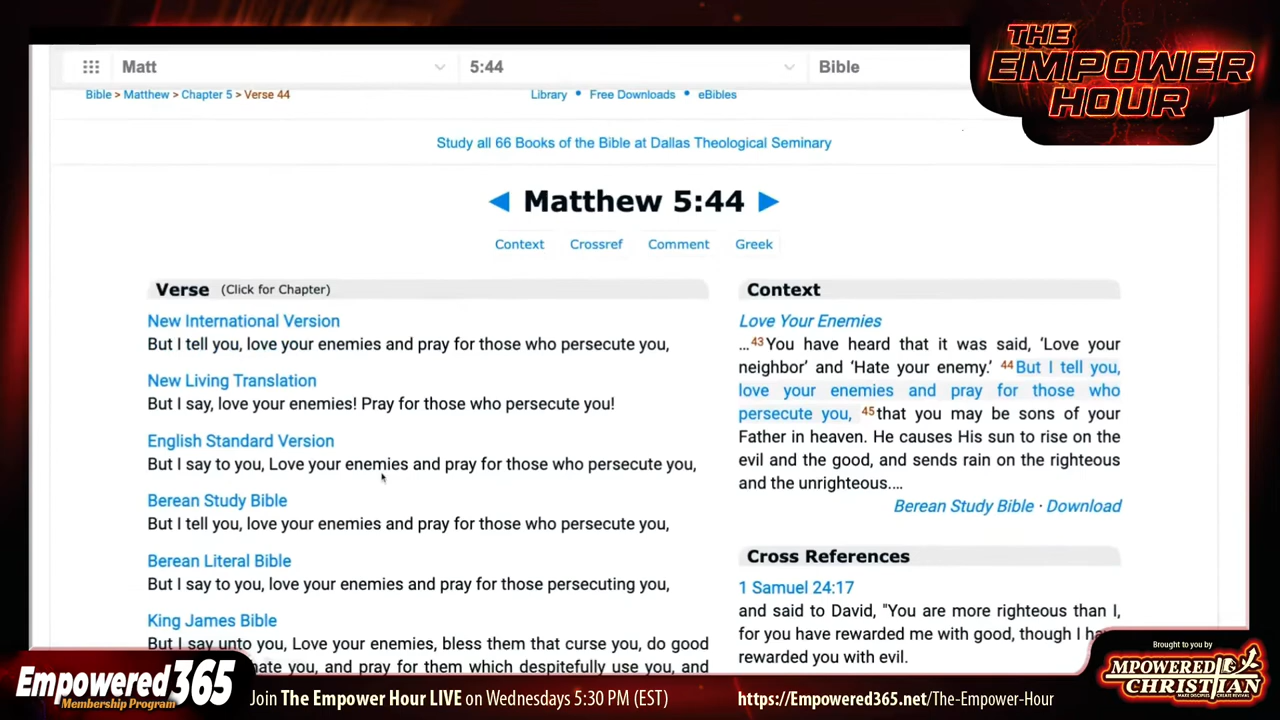 THE
EMPOWER
HOUR
Matt
5:44
Bible
Bible > Matthew > Chapter 5 > Verse 44
Library • Free Downloads • eBibles
Study all 66 Books of the Bible at Dallas Theological Seminary
◄ Matthew 5:44 ►
Context Crossref Comment Greek
Verse (Click for Chapter)
New International Version
But I tell you, love your enemies and pray for those who persecute you,
New Living Translation
But I say, love your enemies! Pray for those who persecute you!
English Standard Version
But I say to you, Love your enemies and pray for those who persecute you,
Berean Study Bible
But I tell you, love your enemies and pray for those who persecute you,
Berean Literal Bible
But I say to you, love your enemies and pray for those persecuting you,
King James Bible
But I say unto you, Love your enemies, bless them that curse you, do good
you, and pray for them which despitefully use you, and
Context
Love Your Enemies
…43You have heard that it was said, ‘Love your
neighbor’ and ‘Hate your enemy.’ 44But I tell you,
love your enemies and pray for those who
persecute you, 45that you may be sons of your
Father in heaven. He causes His sun to rise on the
evil and the good, and sends rain on the righteous
and the unrighteous.…
Berean Study Bible · Download
Cross References
1 Samuel 24:17
and said to David, "You are more righteous than I,
for you have rewarded me with good, though I
rewarded you with evil.
Empowered365
Membership Program
Join The Empower Hour LIVE on Wednesdays 5:30 PM (EST)
https://Empowered365.net/The-Empower-Hour
Brought to you by
MPOWERED
CHRISTIAN
MAKE DISCIPLES CREATE REVIVAL